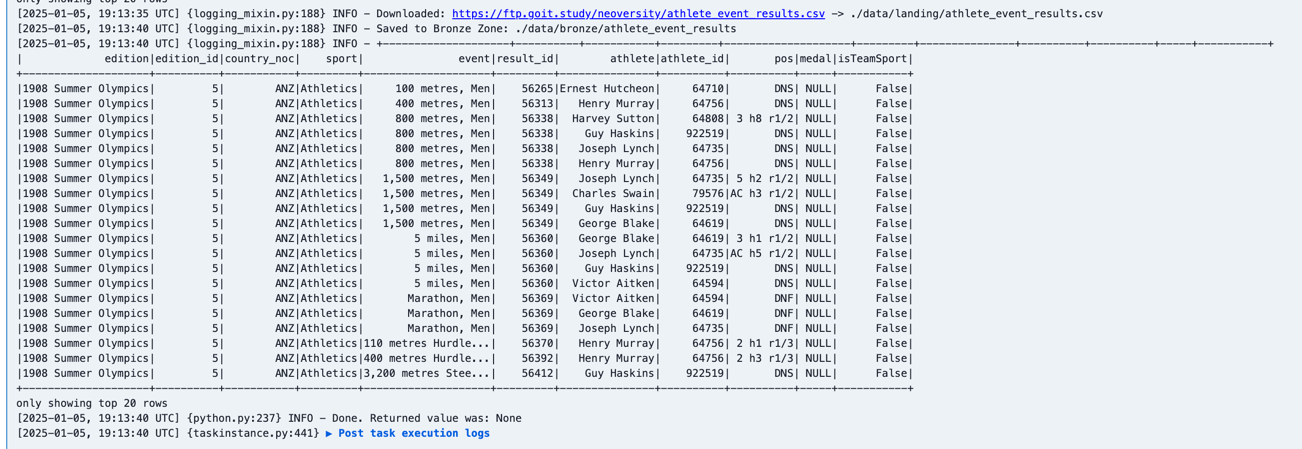 only showing top 20 rows
[2025-01-05, 19:13:35 UTC] {logging_mixin.py:188} INFO - Downloaded: https://ftp.goit.study/neoversity/athlete_event_results.csv -> ./data/landing/athlete_event_results.csv
[2025-01-05, 19:13:40 UTC] {logging_mixin.py:188} INFO - Saved to Bronze Zone: ./data/bronze/athlete_event_results
[2025-01-05, 19:13:40 UTC] {logging_mixin.py:188} INFO - +--------------------+----------+-----------+---------+--------------------+---------+---------------+----------+----------+-----+-----------+
|             edition|edition_id|country_noc|    sport|               event|result_id|        athlete|athlete_id|       pos|medal|isTeamSport|
+--------------------+----------+-----------+---------+--------------------+---------+---------------+----------+----------+-----+-----------+
|1908 Summer Olympics|         5|        ANZ|Athletics|     100 metres, Men|    56265|Ernest Hutcheon|     64710|       DNS| NULL|      False|
|1908 Summer Olympics|         5|        ANZ|Athletics|     400 metres, Men|    56313|   Henry Murray|     64756|       DNS| NULL|      False|
|1908 Summer Olympics|         5|        ANZ|Athletics|     800 metres, Men|    56338|  Harvey Sutton|     64808| 3 h8 r1/2| NULL|      False|
|1908 Summer Olympics|         5|        ANZ|Athletics|     800 metres, Men|    56338|    Guy Haskins|    922519|       DNS| NULL|      False|
|1908 Summer Olympics|         5|        ANZ|Athletics|     800 metres, Men|    56338|   Joseph Lynch|     64735|       DNS| NULL|      False|
|1908 Summer Olympics|         5|        ANZ|Athletics|     800 metres, Men|    56338|   Henry Murray|     64756|       DNS| NULL|      False|
|1908 Summer Olympics|         5|        ANZ|Athletics|   1,500 metres, Men|    56349|   Joseph Lynch|     64735| 5 h2 r1/2| NULL|      False|
|1908 Summer Olympics|         5|        ANZ|Athletics|   1,500 metres, Men|    56349|  Charles Swain|     79576|AC h3 r1/2| NULL|      False|
|1908 Summer Olympics|         5|        ANZ|Athletics|   1,500 metres, Men|    56349|    Guy Haskins|    922519|       DNS| NULL|      False|
|1908 Summer Olympics|         5|        ANZ|Athletics|   1,500 metres, Men|    56349|   George Blake|     64619|       DNS| NULL|      False|
|1908 Summer Olympics|         5|        ANZ|Athletics|        5 miles, Men|    56360|   George Blake|     64619| 3 h1 r1/2| NULL|      False|
|1908 Summer Olympics|         5|        ANZ|Athletics|        5 miles, Men|    56360|   Joseph Lynch|     64735|AC h5 r1/2| NULL|      False|
|1908 Summer Olympics|         5|        ANZ|Athletics|        5 miles, Men|    56360|    Guy Haskins|    922519|       DNS| NULL|      False|
|1908 Summer Olympics|         5|        ANZ|Athletics|        5 miles, Men|    56360|  Victor Aitken|     64594|       DNS| NULL|      False|
|1908 Summer Olympics|         5|        ANZ|Athletics|       Marathon, Men|    56369|  Victor Aitken|     64594|       DNF| NULL|      False|
|1908 Summer Olympics|         5|        ANZ|Athletics|       Marathon, Men|    56369|   George Blake|     64619|       DNF| NULL|      False|
|1908 Summer Olympics|         5|        ANZ|Athletics|       Marathon, Men|    56369|   Joseph Lynch|     64735|       DNF| NULL|      False|
|1908 Summer Olympics|         5|        ANZ|Athletics|110 metres Hurdle...|    56370|   Henry Murray|     64756| 2 h1 r1/3| NULL|      False|
|1908 Summer Olympics|         5|        ANZ|Athletics|400 metres Hurdle...|    56392|   Henry Murray|     64756| 2 h3 r1/3| NULL|      False|
|1908 Summer Olympics|         5|        ANZ|Athletics|3,200 metres Stee...|    56412|    Guy Haskins|    922519|       DNS| NULL|      False|
+--------------------+----------+-----------+---------+--------------------+---------+---------------+----------+----------+-----+-----------+
only showing top 20 rows
[2025-01-05, 19:13:40 UTC] {python.py:237} INFO - Done. Returned value was: None
[2025-01-05, 19:13:40 UTC] {taskinstance.py:441} ▶ Post task execution logs